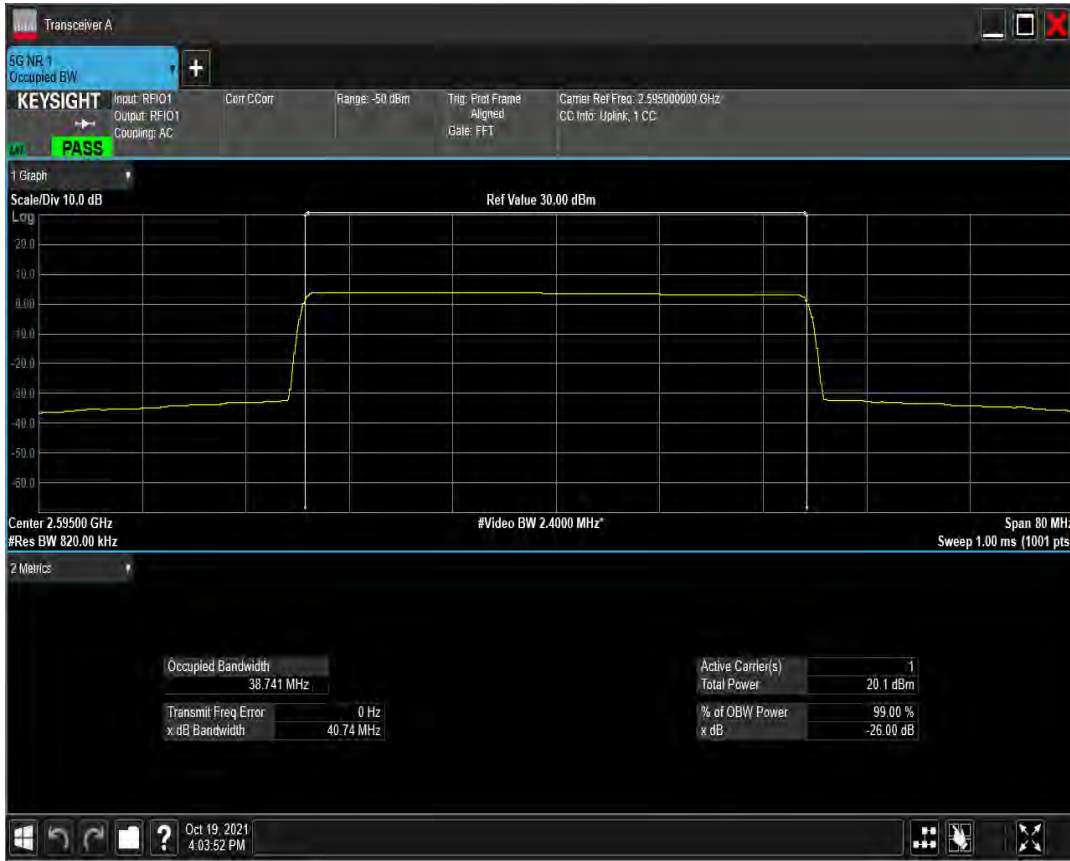 Transceiver A
5G NR 1
Occupied BW
+
KEYSIGHT
Input: RFIO1
Output: RFIO1
Coupling: AC
PASS
Corr CCorr
Range: -50 dBm
Trig: Prot Frame
Aligned
Gate: FFT
Carrier Ref Freq: 2.595000000 GHz
CC Info: Uplink, 1 CC
1 Graph
Scale/Div 10.0 dB
Ref Value 30.00 dBm
Log
20.0
10.0
0.00
-10.0
-20.0
-30.0
-40.0
-50.0
-60.0
Center 2.59500 GHz
#Video BW 2.4000 MHz*
Span 80 MHz
#Res BW 820.00 kHz
Sweep 1.00 ms (1001 pts
2 Metrics
Occupied Bandwidth
38.741 MHz
Transmit Freq Error 0 Hz
x dB Bandwidth 40.74 MHz
Active Carrier(s) 1
Total Power 20.1 dBm
% of OBW Power 99.00 %
x dB -26.00 dB
?
Oct 19, 2021
4:03:52 PM